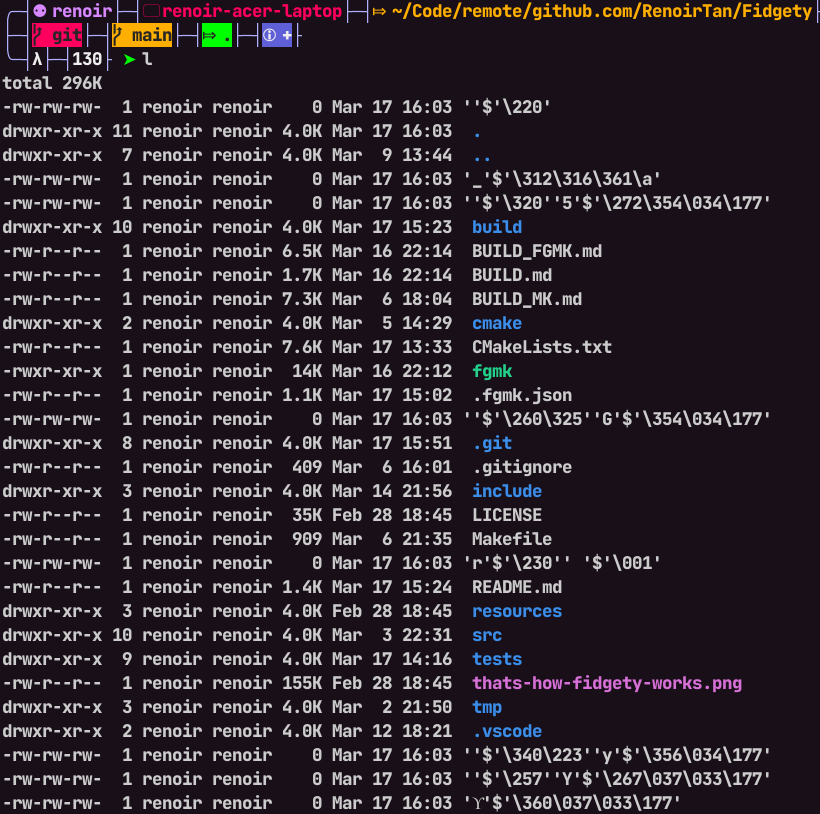 renoir renoir-acer-laptop ⤇ ~/Code/remote/github.com/RenoirTan/Fidgety
git main ⤇ . ⓘ +
λ 130 ➤ l
total 296K
-rw-rw-rw-  1 renoir renoir    0 Mar 17 16:03 ''$'\220'
drwxr-xr-x 11 renoir renoir 4.0K Mar 17 16:03  .
drwxr-xr-x  7 renoir renoir 4.0K Mar  9 13:44  ..
-rw-rw-rw-  1 renoir renoir    0 Mar 17 16:03 '_'$'\312\316\361\a'
-rw-rw-rw-  1 renoir renoir    0 Mar 17 16:03 ''$'\320''5'$'\272\354\034\177'
drwxr-xr-x 10 renoir renoir 4.0K Mar 17 15:23  build
-rw-r--r--  1 renoir renoir 6.5K Mar 16 22:14  BUILD_FGMK.md
-rw-r--r--  1 renoir renoir 1.7K Mar 16 22:14  BUILD.md
-rw-r--r--  1 renoir renoir 7.3K Mar  6 18:04  BUILD_MK.md
drwxr-xr-x  2 renoir renoir 4.0K Mar  5 14:29  cmake
-rw-r--r--  1 renoir renoir 7.6K Mar 17 13:33  CMakeLists.txt
-rwxr-xr-x  1 renoir renoir  14K Mar 16 22:12  fgmk
-rw-r--r--  1 renoir renoir 1.1K Mar 17 15:02  .fgmk.json
-rw-rw-rw-  1 renoir renoir    0 Mar 17 16:03 ''$'\260\325''G'$'\354\034\177'
drwxr-xr-x  8 renoir renoir 4.0K Mar 17 15:51  .git
-rw-r--r--  1 renoir renoir  409 Mar  6 16:01  .gitignore
drwxr-xr-x  3 renoir renoir 4.0K Mar 14 21:56  include
-rw-r--r--  1 renoir renoir  35K Feb 28 18:45  LICENSE
-rw-r--r--  1 renoir renoir  909 Mar  6 21:35  Makefile
-rw-rw-rw-  1 renoir renoir    0 Mar 17 16:03 'r'$'\230'' '$'\001'
-rw-r--r--  1 renoir renoir 1.4K Mar 17 15:24  README.md
drwxr-xr-x  3 renoir renoir 4.0K Feb 28 18:45  resources
drwxr-xr-x 10 renoir renoir 4.0K Mar  3 22:31  src
drwxr-xr-x  9 renoir renoir 4.0K Mar 17 14:16  tests
-rw-r--r--  1 renoir renoir 155K Feb 28 18:45  thats-how-fidgety-works.png
drwxr-xr-x  3 renoir renoir 4.0K Mar  2 21:50  tmp
drwxr-xr-x  2 renoir renoir 4.0K Mar 12 18:21  .vscode
-rw-rw-rw-  1 renoir renoir    0 Mar 17 16:03 ''$'\340\223''y'$'\356\034\177'
-rw-rw-rw-  1 renoir renoir    0 Mar 17 16:03 ''$'\257''Y'$'\267\037\033\177'
-rw-rw-rw-  1 renoir renoir    0 Mar 17 16:03 'ϒ'$'\360\037\033\177'